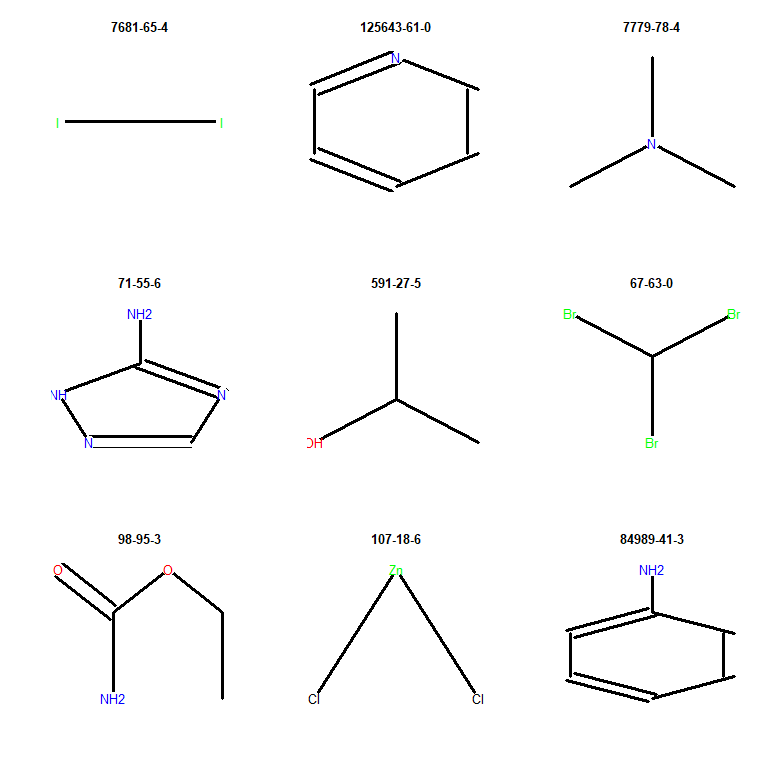 7681-65-4 125643-61-0 7779-78-4
I I N N
71-55-6 591-27-5 67-63-0
NH2 Br Br
NH N
N OH Br
98-95-3 107-18-6 84989-41-3
O O Zn NH2
NH2 Cl Cl